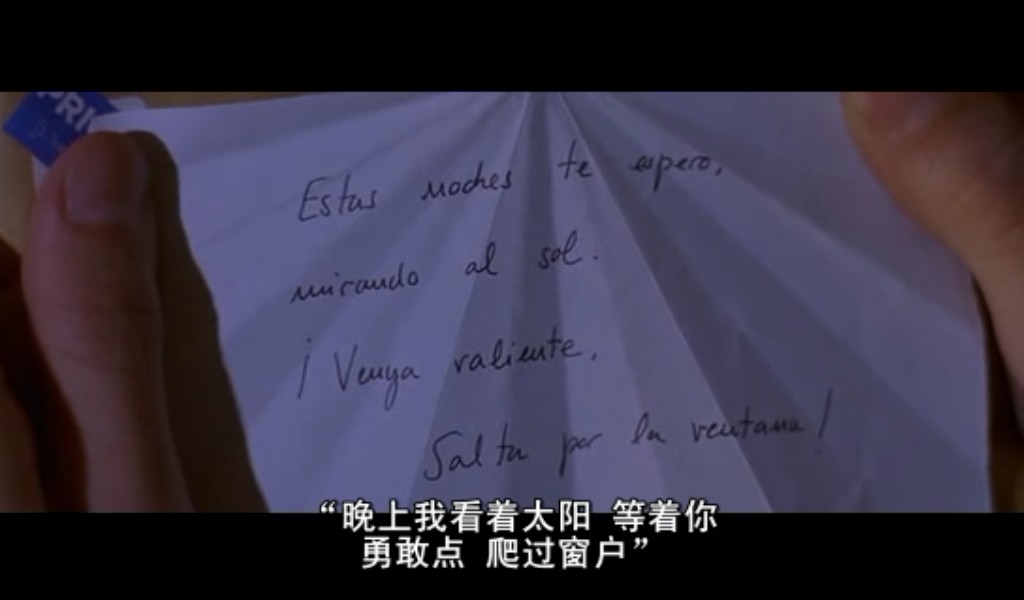 PRI
Estas noches te espero,
mirando al sol.
¡Venga valiente,
Salta por la ventana!
“晚上我看着太阳 等着你
勇敢点 爬过窗户”